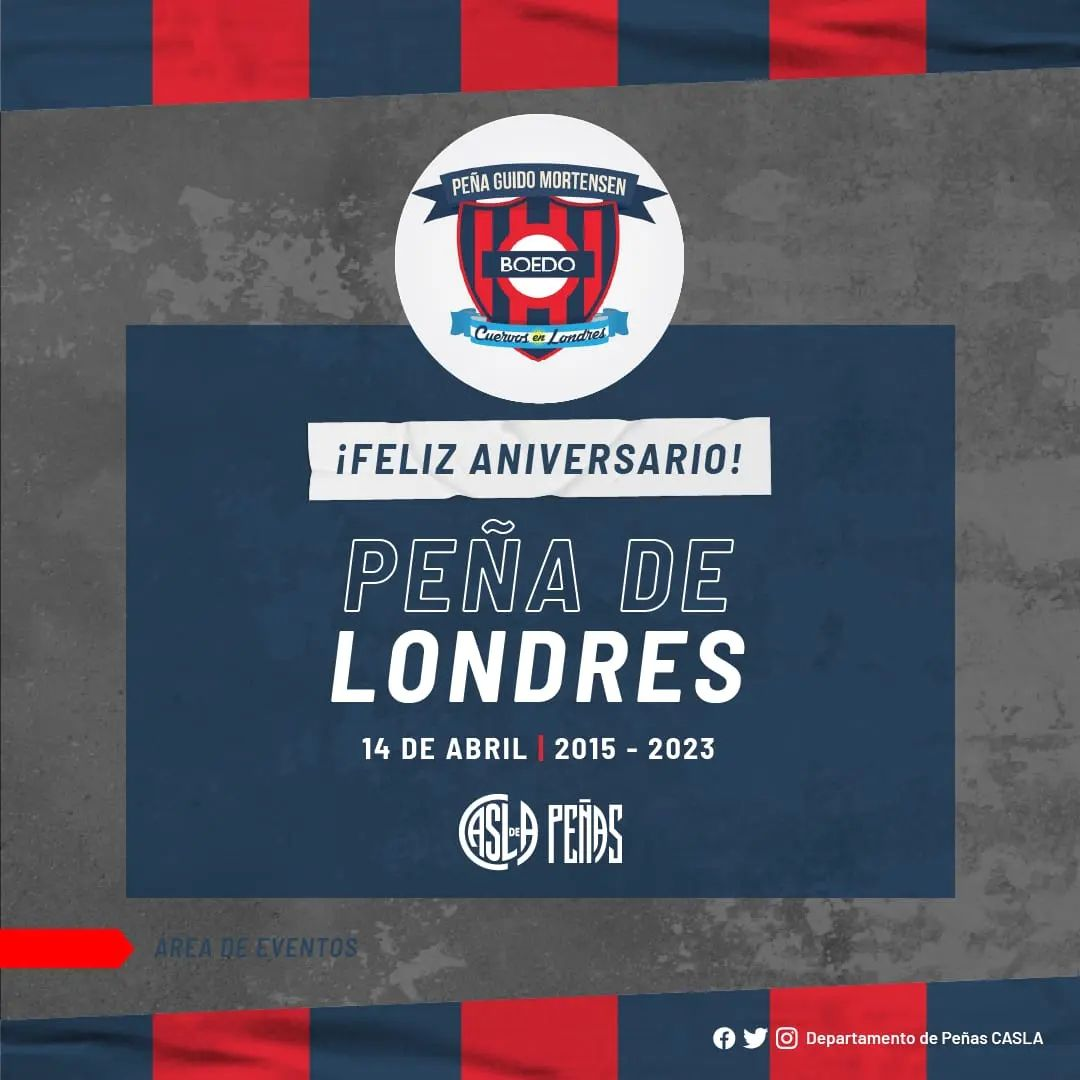 PEÑA GUIDO MORTENSEN
BOEDO
Cuervos en Londres
¡FELIZ ANIVERSARIO!
PEÑA DE
LONDRES
14 DE ABRIL | 2015 - 2023
CASLA DE PEÑAS
ÁREA DE EVENTOS
Departamento de Peñas CASLA